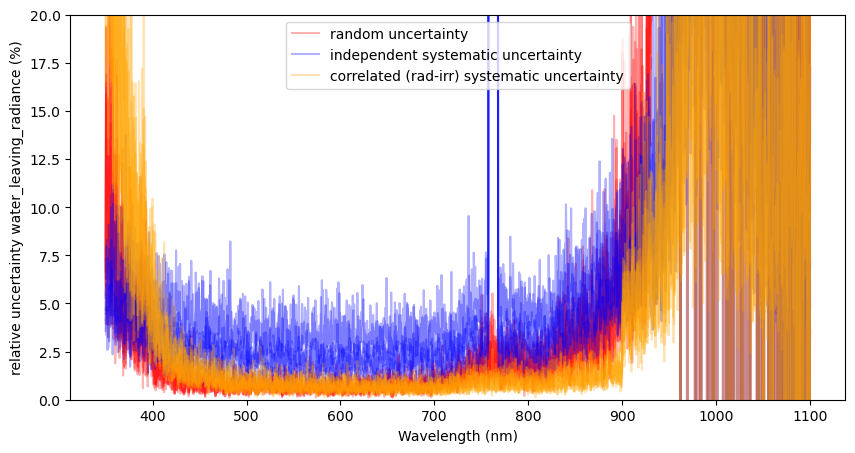 20.0
17.5
15.0
12.5
10.0
7.5
5.0
2.5
0.0
relative uncertainty water_leaving_radiance (%)
random uncertainty
independent systematic uncertainty
correlated (rad-irr) systematic uncertainty
400 500 600 700 800 900 1000 1100
Wavelength (nm)